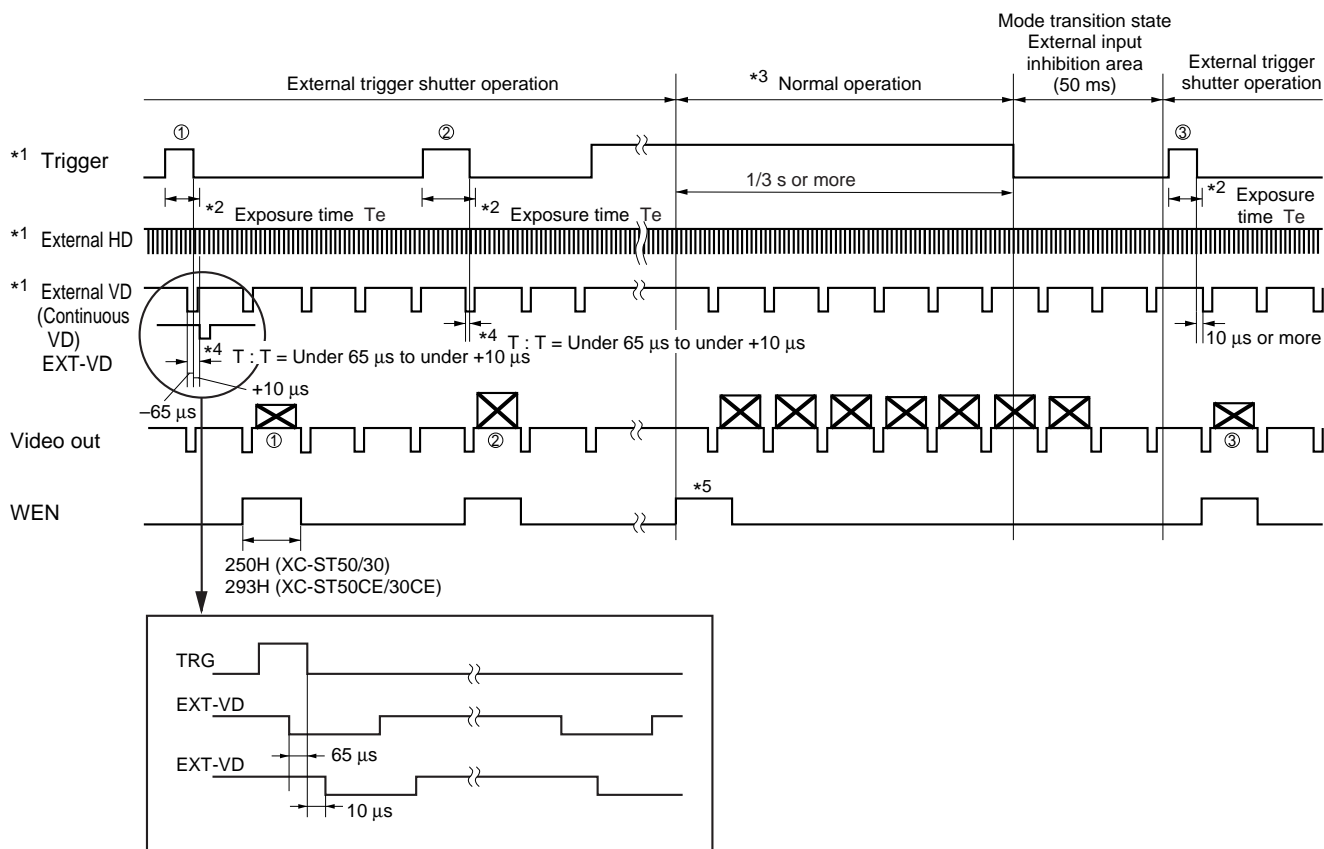 Mode transition state
External input
inhibition area
(50 ms)
External trigger shutter operation
*3 Normal operation
External trigger
shutter operation
① ② ③
*1 Trigger
1/3 s or more
*2 Exposure time Te
*2 Exposure time Te
*2 Exposure
time Te
*1 External HD
*1 External VD
(Continuous
VD)
EXT-VD
*4 T : T = Under 65 µs to under +10 µs
*4 T : T = Under 65 µs to under +10 µs
10 µs or more
+10 µs
–65 µs
Video out
① ② ③
WEN
*5
250H (XC-ST50/30)
293H (XC-ST50CE/30CE)
TRG
EXT-VD
65 µs
EXT-VD
10 µs